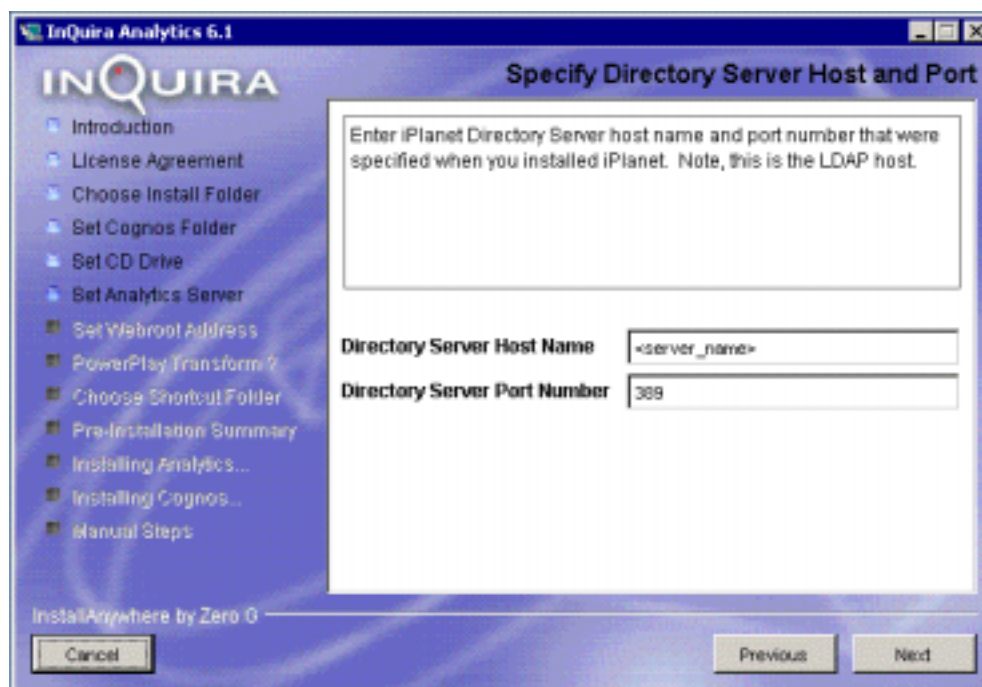 InQuira Analytics 6.1
INQUIRA
Specify Directory Server Host and Port
Introduction
License Agreement
Choose Install Folder
Set Cognos Folder
Set CD Drive
Set Analytics Server
Set Webroot Address
PowerPlay Transform ?
Choose Shortcut Folder
Pre-Installation Summary
Installing Analytics...
Installing Cognos...
Manual Steps
Enter iPlanet Directory Server host name and port number that were
specified when you installed iPlanet. Note, this is the LDAP host.
Directory Server Host Name
<server_name>
Directory Server Port Number
389
InstallAnywhere by Zero G
Cancel
Previous
Next